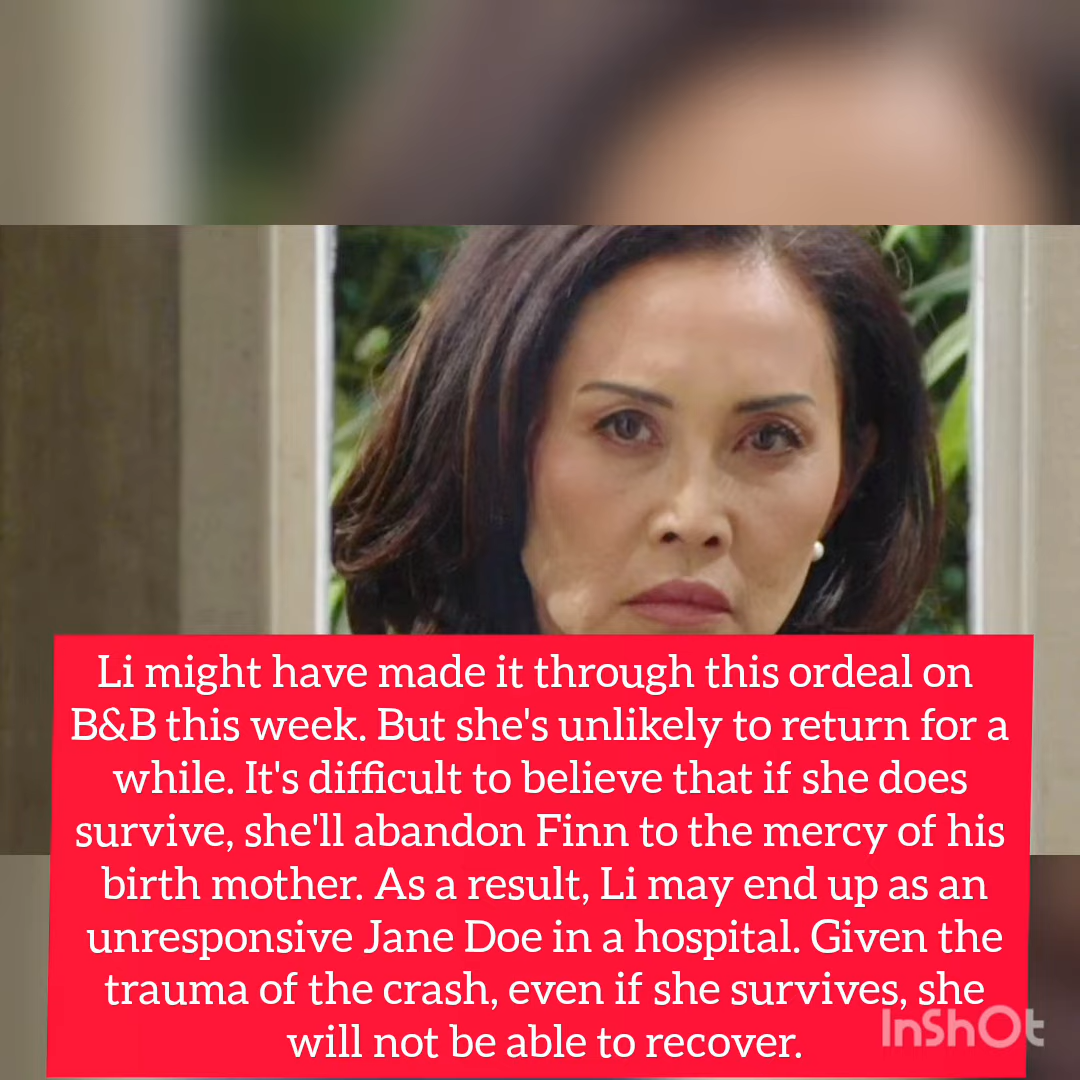 Li might have made it through this ordeal on
B&B this week. But she's unlikely to return for a
while. It's difficult to believe that if she does
survive, she'll abandon Finn to the mercy of his
birth mother. As a result, Li may end up as an
unresponsive Jane Doe in a hospital. Given the
trauma of the crash, even if she survives, she
will not be able to recover.
InShOt